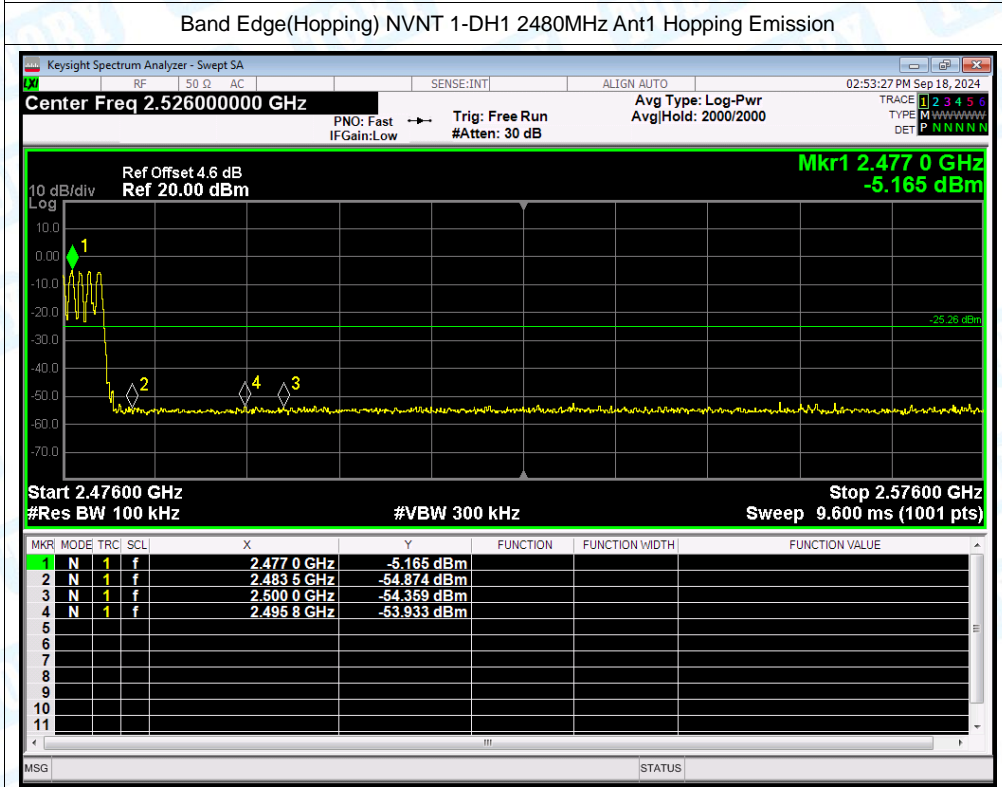 Band Edge(Hopping) NVNT 1-DH1 2480MHz Ant1 Hopping Emission
Keysight Spectrum Analyzer - Swept SA
LXI RF 50 Ω AC SENSE:INT ALIGN AUTO 02:53:27 PM Sep 18, 2024
Center Freq 2.526000000 GHz Avg Type: Log-Pwr TRACE 1 2 3 4 5 6
PNO: Fast Trig: Free Run Avg|Hold: 2000/2000 TYPE M WWWWW
IFGain:Low #Atten: 30 dB DET P N N N N N
Mkr1 2.477 0 GHz
Ref Offset 4.6 dB
10 dB/div Ref 20.00 dBm -5.165 dBm
Log
10.0
1
0.00
-10.0
-20.0
-25.26 dBm
-30.0
-40.0
2 4 3
-50.0
-60.0
-70.0
Start 2.47600 GHz Stop 2.57600 GHz
#Res BW 100 kHz #VBW 300 kHz Sweep 9.600 ms (1001 pts)
MKR MODE TRC SCL X Y FUNCTION FUNCTION WIDTH FUNCTION VALUE
1 N 1 f 2.477 0 GHz -5.165 dBm
2 N 1 f 2.483 5 GHz -54.874 dBm
3 N 1 f 2.500 0 GHz -54.359 dBm
4 N 1 f 2.495 8 GHz -53.933 dBm
5
6
7
8
9
10
11
MSG STATUS